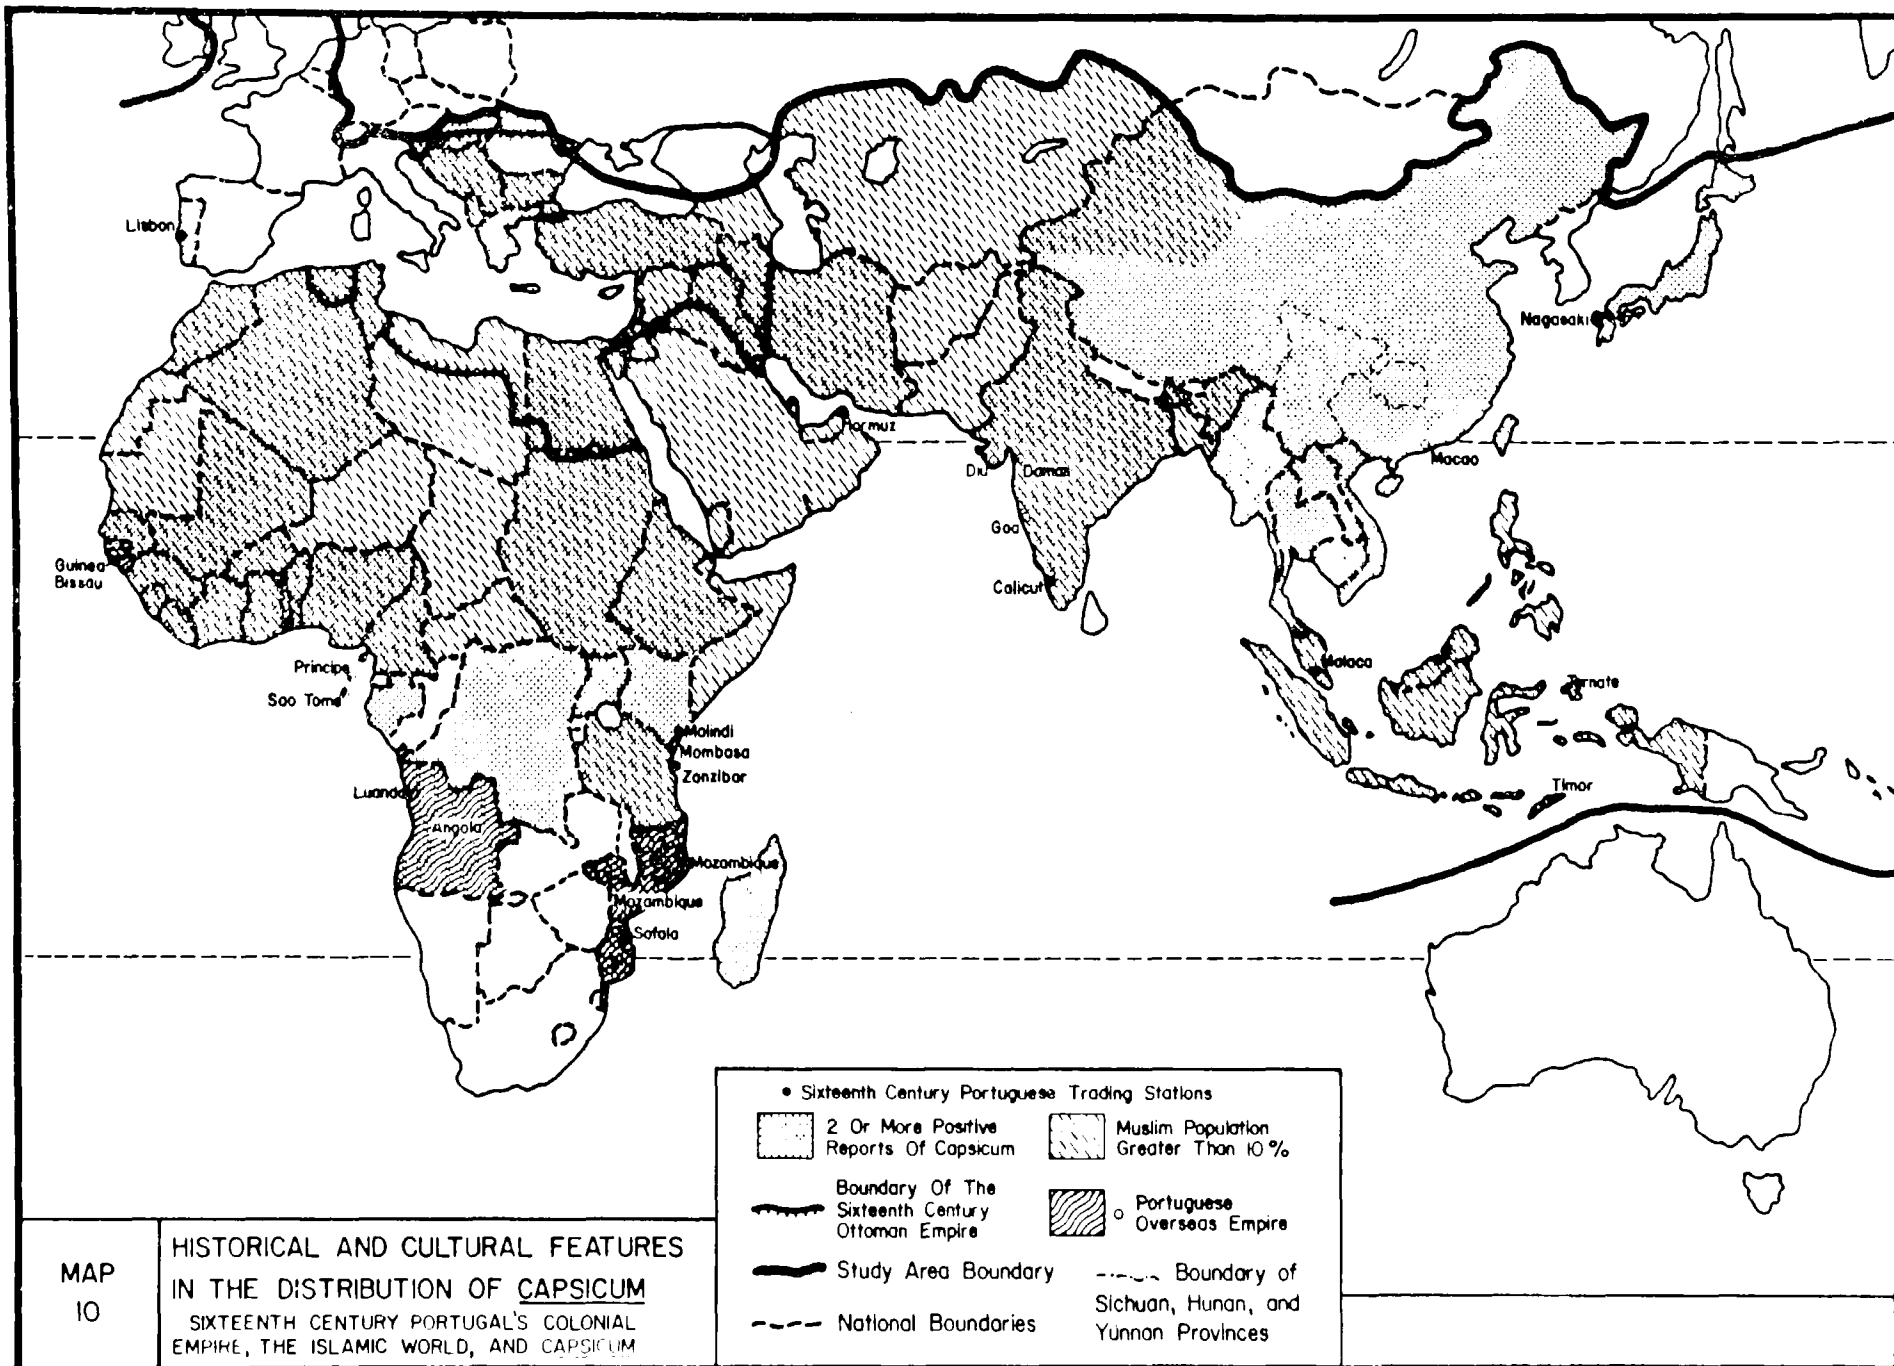 Lisbon
Nagasaki
Hormuz
Diu
Daman
Macao
Goa
Calicut
Guinea
Bissau
Principe
Sao Tome
Malaca
Ternate
Molindi
Mombasa
Zanzibar
Luanda
Angola
Timor
Mozambique
Mozambique
Sofala
• Sixteenth Century Portuguese Trading Stations
2 Or More Positive
Reports Of Capsicum
Muslim Population
Greater Than 10%
Boundary Of The
Sixteenth Century
Ottoman Empire
Portuguese
Overseas Empire
Study Area Boundary
National Boundaries
Boundary of
Sichuan, Hunan, and
Yunnan Provinces
MAP
10
HISTORICAL AND CULTURAL FEATURES
IN THE DISTRIBUTION OF CAPSICUM
SIXTEENTH CENTURY PORTUGAL'S COLONIAL
EMPIRE, THE ISLAMIC WORLD, AND CAPSICUM